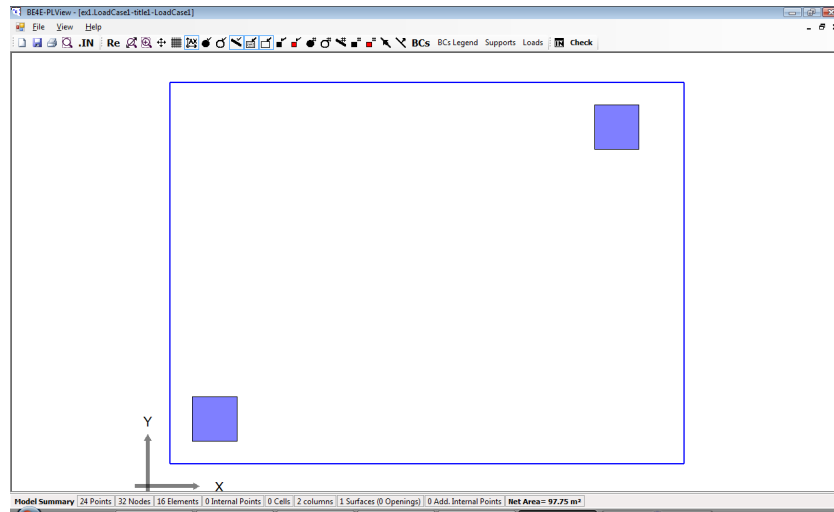 BE4E-PLView - [ex1.LoadCase1-title1-LoadCase1]
File View Help
.IN Re BCs BCs Legend Supports Loads IN Check
Y
X
Model Summary 24 Points 32 Nodes 16 Elements 0 Internal Points 0 Cells 2 columns 1 Surfaces (0 Openings) 0 Add. Internal Points Net Area= 97.75 m²